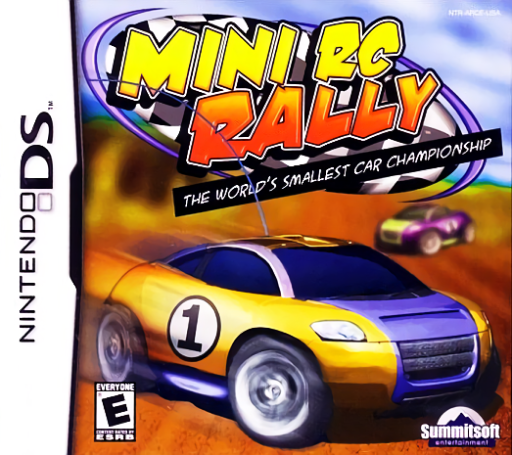 NTR-ARCE-USA
MINI RC
RALLY
THE WORLD'S SMALLEST CAR CHAMPIONSHIP
NINTENDO DS™
1
EVERYONE
E
CONTENT RATED BY
ESRB
Summitsoft
entertainment